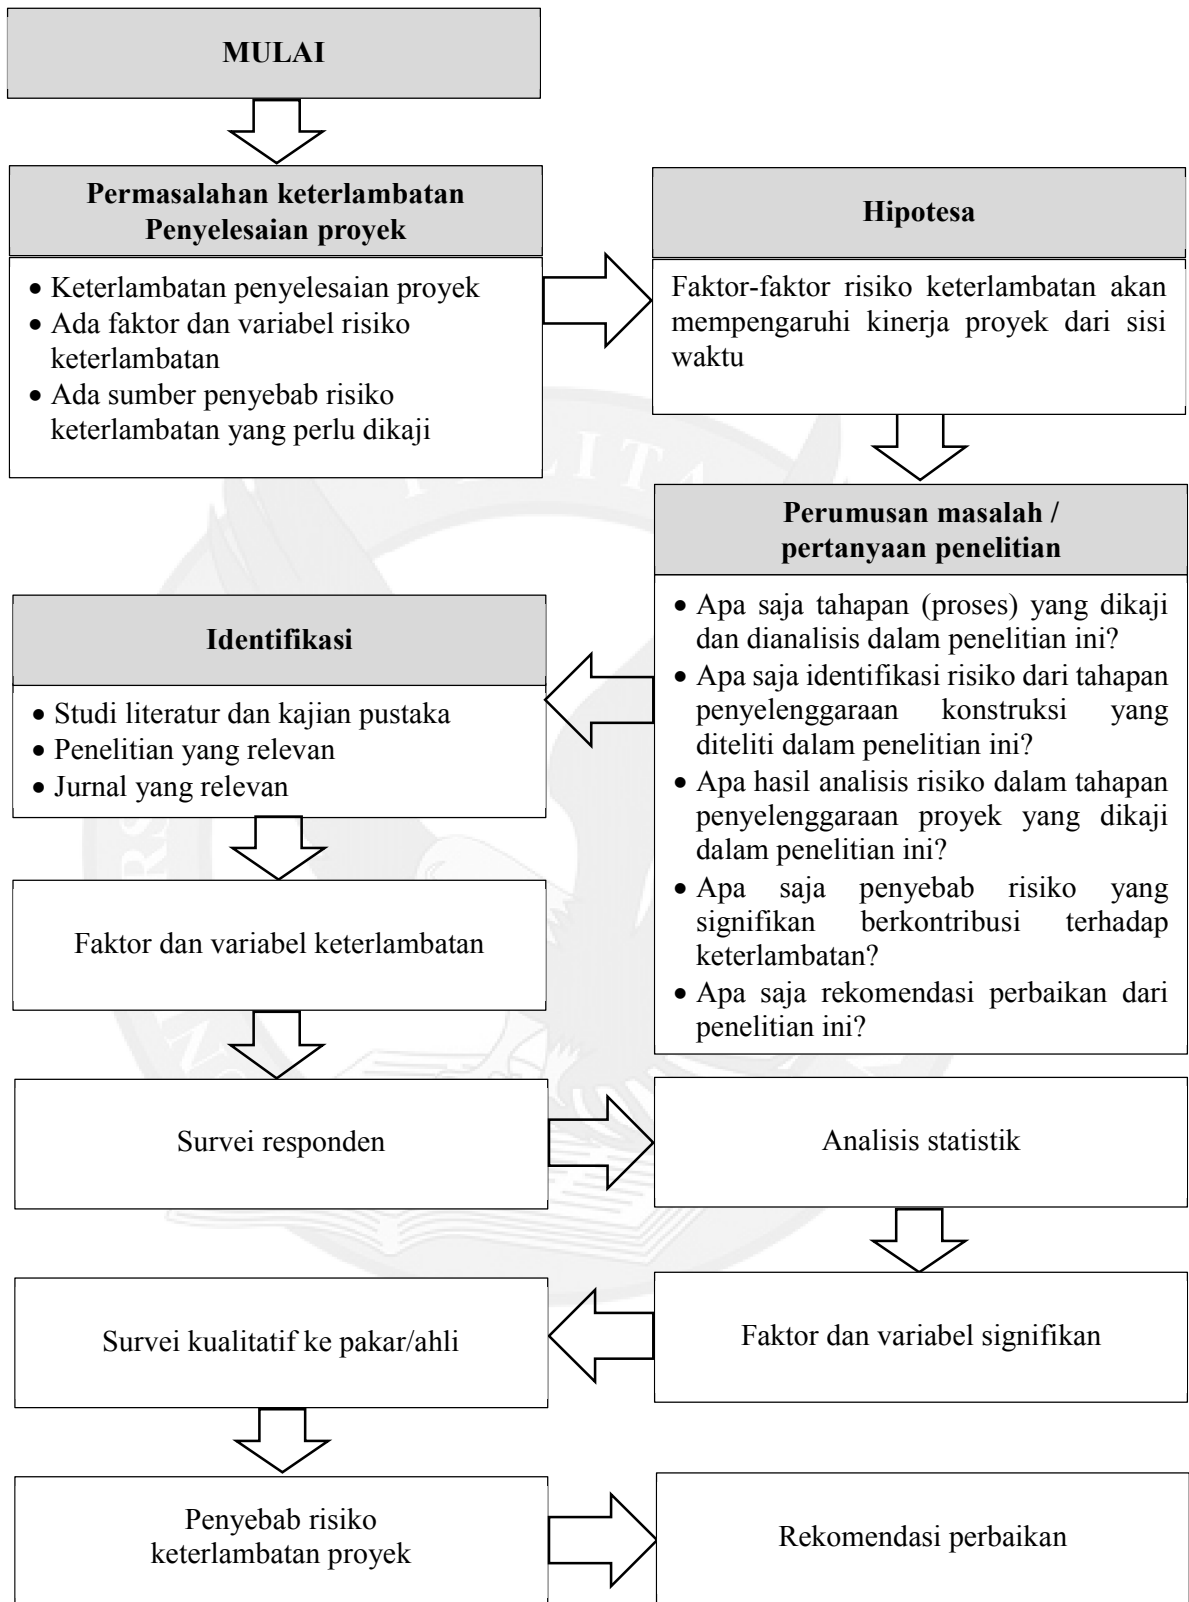 MULAI
Permasalahan keterlambatan
Penyelesaian proyek
• Keterlambatan penyelesaian proyek
• Ada faktor dan variabel risiko
keterlambatan
• Ada sumber penyebab risiko
keterlambatan yang perlu dikaji
Hipotesa
Faktor-faktor risiko keterlambatan akan
mempengaruhi kinerja proyek dari sisi
waktu
Perumusan masalah /
pertanyaan penelitian
• Apa saja tahapan (proses) yang dikaji
dan dianalisis dalam penelitian ini?
• Apa saja identifikasi risiko dari tahapan
penyelenggaraan konstruksi yang
diteliti dalam penelitian ini?
• Apa hasil analisis risiko dalam tahapan
penyelenggaraan proyek yang dikaji
dalam penelitian ini?
• Apa saja penyebab risiko yang
signifikan berkontribusi terhadap
keterlambatan?
• Apa saja rekomendasi perbaikan dari
penelitian ini?
Identifikasi
• Studi literatur dan kajian pustaka
• Penelitian yang relevan
• Jurnal yang relevan
Faktor dan variabel keterlambatan
Survei responden
Analisis statistik
Faktor dan variabel signifikan
Survei kualitatif ke pakar/ahli
Penyebab risiko
keterlambatan proyek
Rekomendasi perbaikan